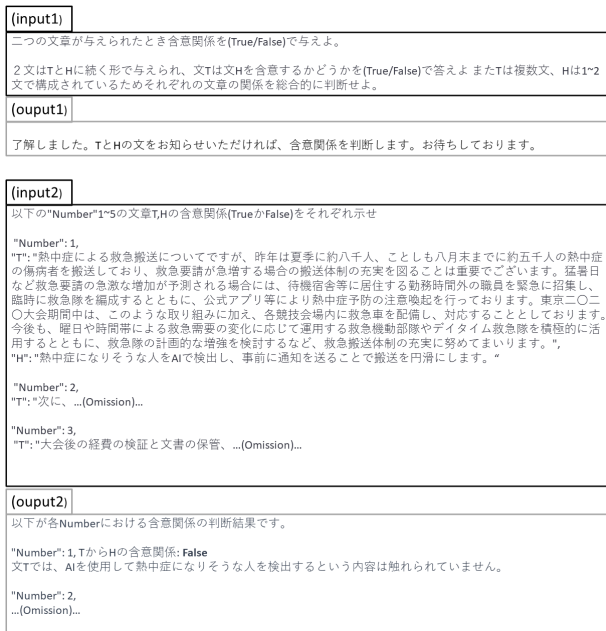 (input1)
二つの文章が与えられたとき含意関係を(True/False)で与えよ。
２文はTとHに続く形で与えられ、文Tは文Hを含意するかどうかを(True/False)で答えよ またTは複数文、Hは1~2
文で構成されているためそれぞれの文章の関係を総合的に判断せよ。
(ouput1)
了解しました。TとHの文をお知らせいただければ、含意関係を判断します。お待ちしております。
(input2)
以下の"Number"1~5の文章T,Hの含意関係(TrueかFalse)をそれぞれ示せ
"Number": 1,
"T": "熱中症による救急搬送についてですが、昨年は夏季に約八千人、ことしも八月末までに約五千人の熱中症
の傷病者を搬送しており、救急要請が急増する場合の搬送体制の充実を図ることは重要でございます。猛暑日
など救急要請の急激な増加が予測される場合には、待機宿舎等に居住する勤務時間外の職員を緊急に招集し、
臨時に救急隊を編成するとともに、公式アプリ等により熱中症予防の注意喚起を行っております。東京二〇二
〇大会期間中は、このような取り組みに加え、各競技会場内に救急車を配備し、対応することとしております。
今後も、曜日や時間帯による救急需要の変化に応じて運用する救急機動部隊やデイタイム救急隊を積極的に活
用するとともに、救急隊の計画的な増強を検討するなど、救急搬送体制の充実に努めてまいります。",
"H": "熱中症になりそうな人をAIで検出し、事前に通知を送ることで搬送を円滑にします。“
"Number": 2,
"T": "次に、…(Omission)…
"Number": 3,
"T": "大会後の経費の検証と文書の保管、…(Omission)…
(ouput2)
以下が各Numberにおける含意関係の判断結果です。
"Number": 1, TからHの含意関係: False
文Tでは、AIを使用して熱中症になりそうな人を検出するという内容は触れられていません。
"Number": 2,
…(Omission)…